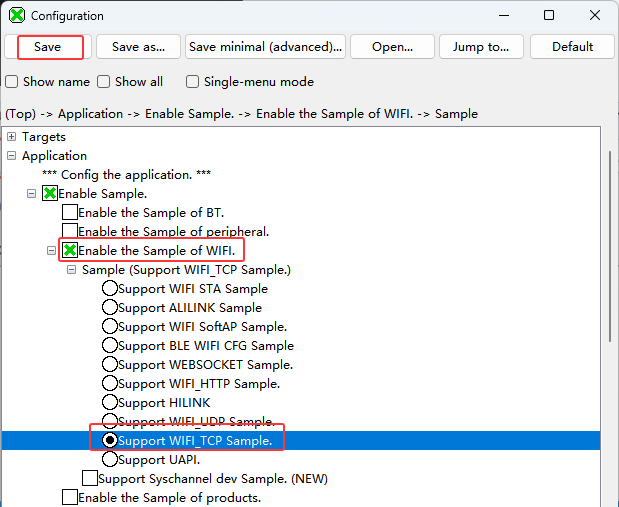 Configuration
Save Save as... Save minimal (advanced)... Open... Jump to... Default
Show name Show all Single-menu mode
(Top) -> Application -> Enable Sample. -> Enable the Sample of WIFI. -> Sample
Targets
Application
*** Config the application. ***
Enable Sample.
Enable the Sample of BT.
Enable the Sample of peripheral.
Enable the Sample of WIFI.
Sample (Support WIFI_TCP Sample.)
Support WIFI STA Sample
Support ALILINK Sample
Support WIFI SoftAP Sample.
Support BLE WIFI CFG Sample
Support WEBSOCKET Sample.
Support WIFI_HTTP Sample.
Support HILINK
Support WIFI_UDP Sample.
Support WIFI_TCP Sample.
Support UAPI.
Support Syschannel dev Sample. (NEW)
Enable the Sample of products.